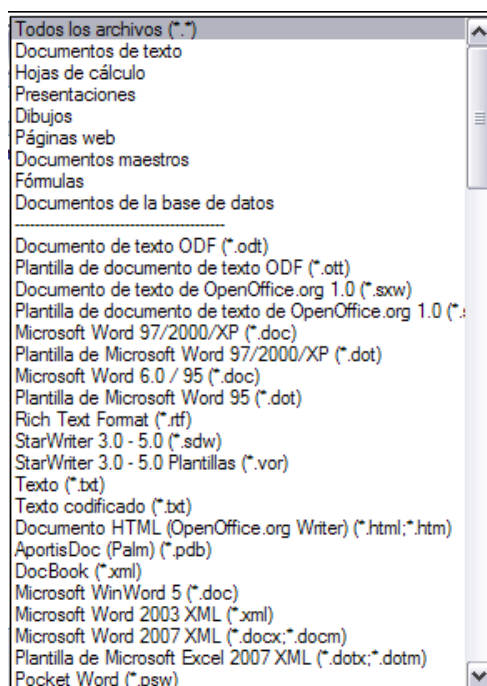 Todos los archivos (*.*)
Documentos de texto
Hojas de cálculo
Presentaciones
Dibujos
Páginas web
Documentos maestros
Fórmulas
Documentos de la base de datos
------------------------------------------
Documento de texto ODF (*.odt)
Plantilla de documento de texto ODF (*.ott)
Documento de texto de OpenOffice.org 1.0 (*.sxw)
Plantilla de documento de texto de OpenOffice.org 1.0 (*.s
Microsoft Word 97/2000/XP (*.doc)
Plantilla de Microsoft Word 97/2000/XP (*.dot)
Microsoft Word 6.0 / 95 (*.doc)
Plantilla de Microsoft Word 95 (*.dot)
Rich Text Format (*.rtf)
StarWriter 3.0 - 5.0 (*.sdw)
StarWriter 3.0 - 5.0 Plantillas (*.vor)
Texto (*.txt)
Texto codificado (*.txt)
Documento HTML (OpenOffice.org Writer) (*.html;*.htm)
AportisDoc (Palm) (*.pdb)
DocBook (*.xml)
Microsoft WinWord 5 (*.doc)
Microsoft Word 2003 XML (*.xml)
Microsoft Word 2007 XML (*.docx;*.docm)
Plantilla de Microsoft Excel 2007 XML (*.dotx;*.dotm)
Pocket Word (*.psw)